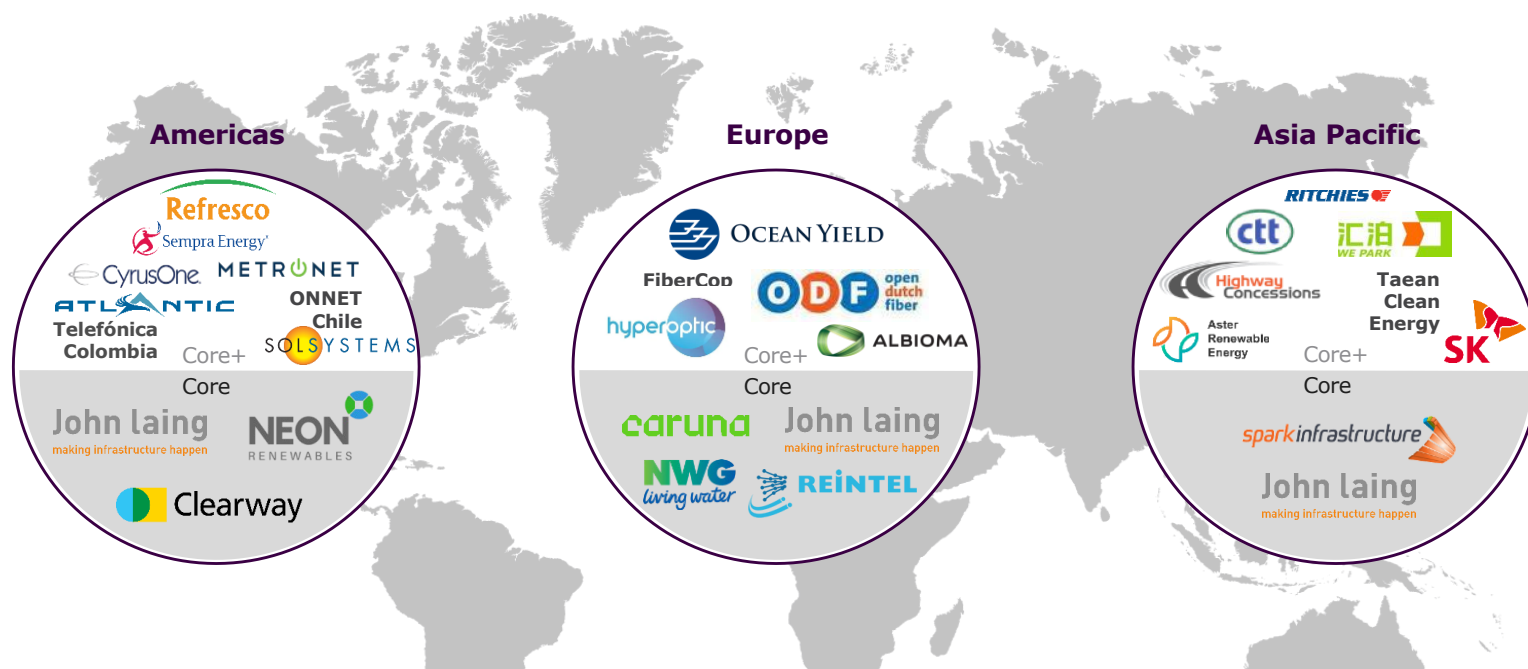 Americas
Refresco
Sempra Energy®
CyrusOne.
METRONET
ATLANTIC
ONNET
Chile
Telefónica
Colombia
SOLSYSTEMS
Core+
Core
John laing
making infrastructure happen
NEON
RENEWABLES
Clearway
Europe
OCEAN YIELD
FiberCop
ODF open
dutch
fiber
hyperoptic
ALBIOMA
Core+
Core
caruna
John laing
making infrastructure happen
NWG
living water
REINTEL
Asia Pacific
RITCHIES
ctt
汇泊
WE PARK
Highway
Concessions
Taean
Clean
Energy
Aster
Renewable
Energy
SK
Core+
Core
spark infrastructure
John laing
making infrastructure happen